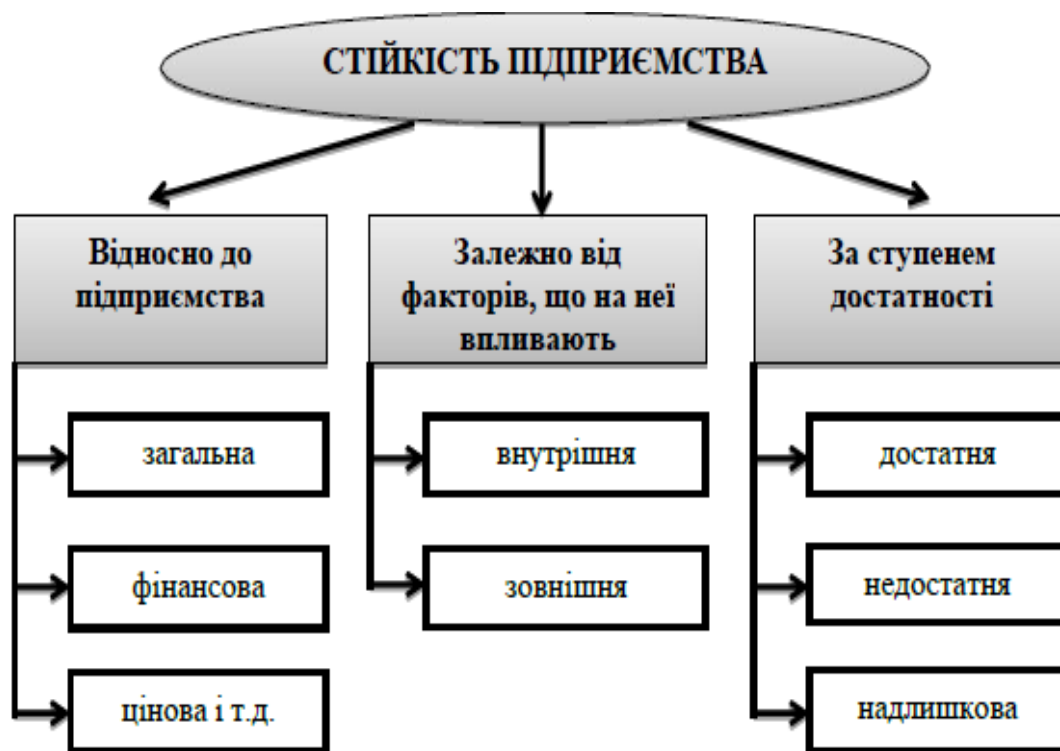 СТІЙКІСТЬ ПІДПРИЄМСТВА
Відносно до
підприємства
загальна
фінансова
цінова і т.д.
Залежно від
факторів, що на неї
впливають
внутрішня
зовнішня
За ступенем
достатності
достатня
недостатня
надлишкова